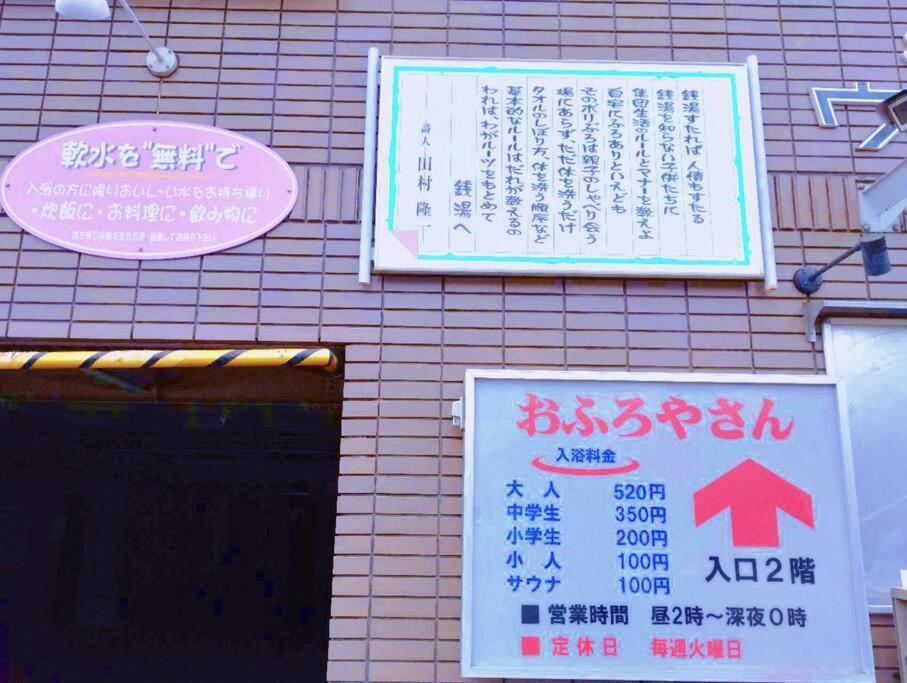 軟水を"無料"で
入浴の方に限りおいし〜い水をお持ち帰り
・炊飯に・お料理に・飲み物に
銭湯すたれば 人情もすたる
銭湯を知らない子供たちに
集団生活のルールとマナーを教えよ
自宅にふろありといえども
そのポリぶろは親子のしゃべり会う
場にあらず、ただ体を洗うだけ
タオルのしぼり方、体を洗う順序など
基本的なルールはだれが教えるの
われは、わがルーツをもとめて
銭湯へ
詩人 田村 隆一
おふろやさん
入浴料金
大人 520円
中学生 350円
小学生 200円
小人 100円
サウナ 100円
入口2階
■ 営業時間 昼2時〜深夜0時
■ 定休日 毎週火曜日